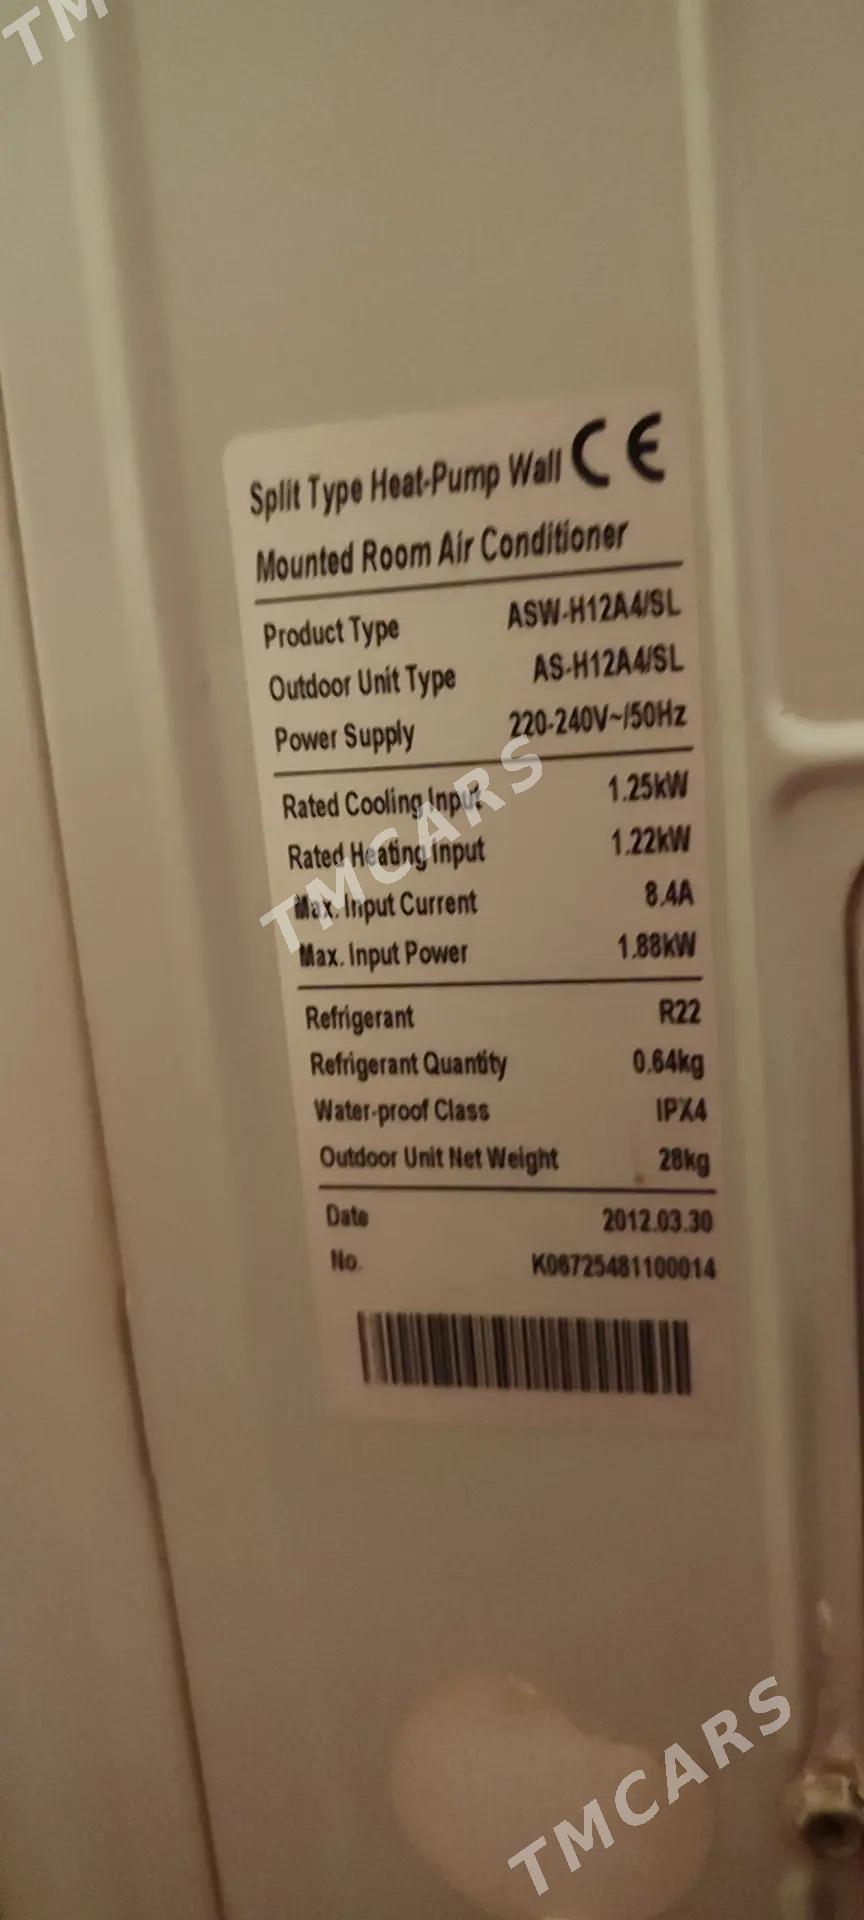 TM
Split Type Heat-Pump Wall CE
Mounted Room Air Conditioner
Product Type ASW-H12A4/SL
Outdoor Unit Type AS-H12A4/SL
Power Supply 220-240V~/50Hz
Rated Cooling Input 1.25kW
Rated Heating Input 1.22kW
Max. Input Current 8.4A
Max. Input Power 1.88kW
TMCARS
Refrigerant R22
Refrigerant Quantity 0.64kg
Water-proof Class IPX4
Outdoor Unit Net Weight 28kg
Date 2012.03.30
No. K06725481100014
TMCARS